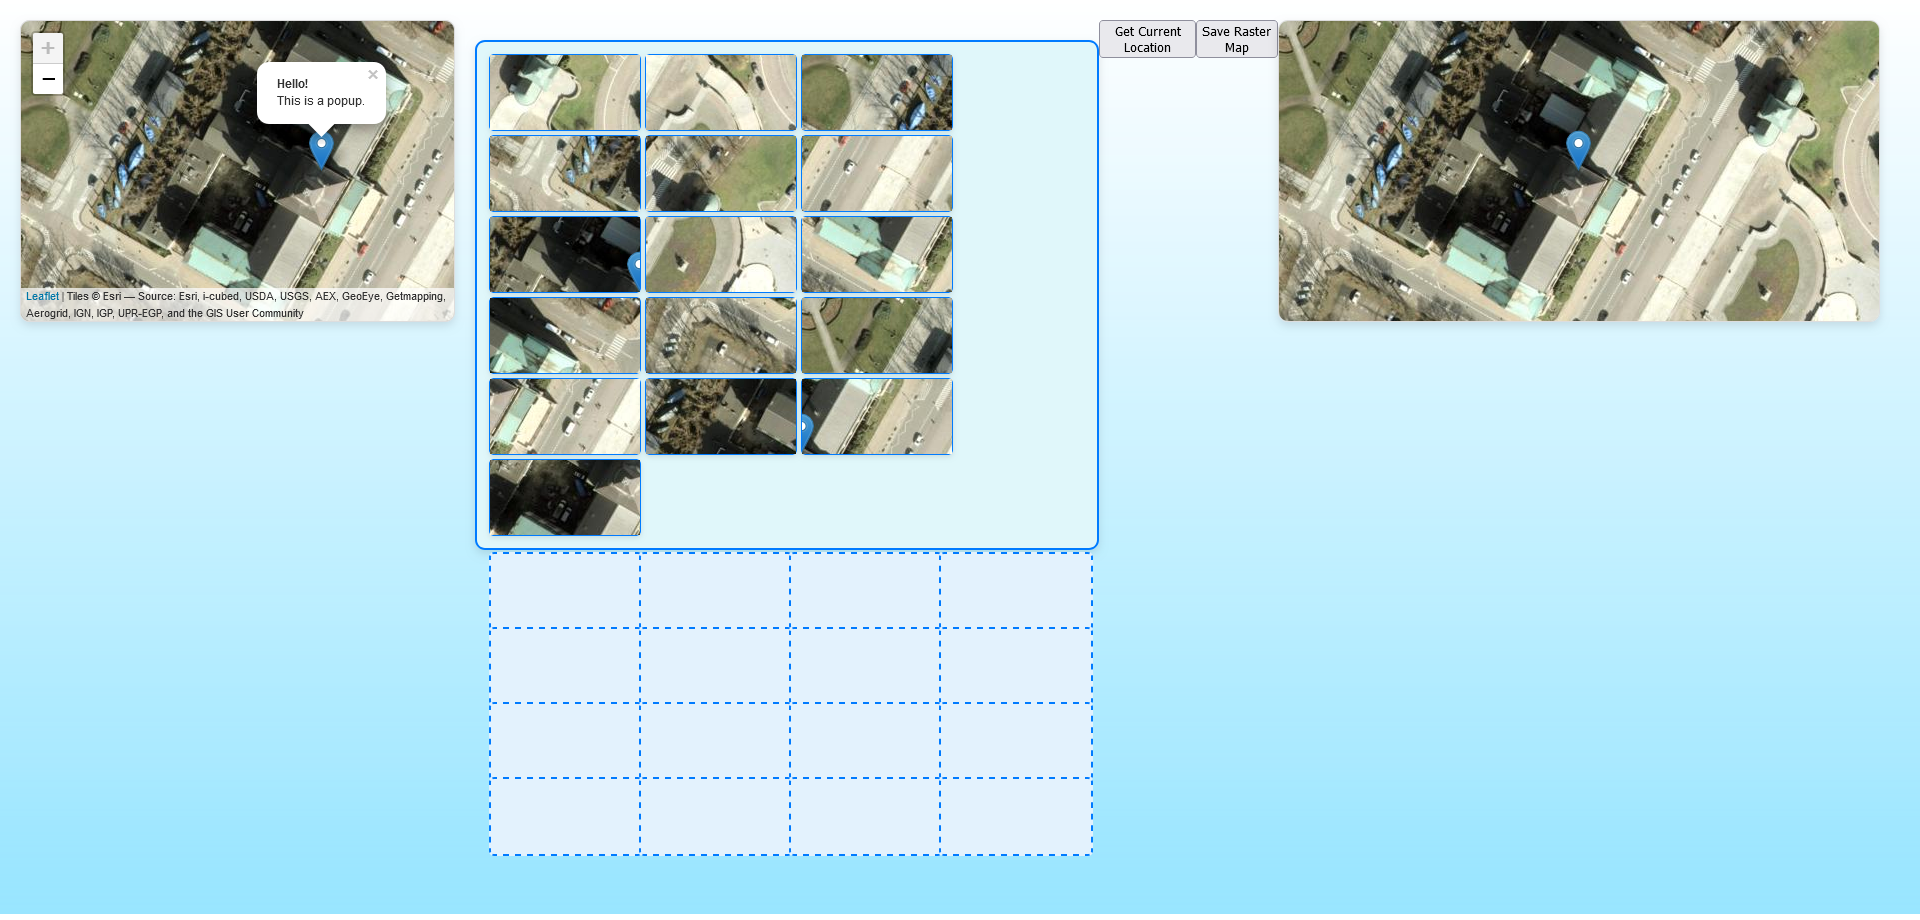 +
−
Hello!
This is a popup.
×
Leaflet | Tiles © Esri — Source: Esri, i-cubed, USDA, USGS, AEX, GeoEye, Getmapping,
Aerogrid, IGN, IGP, UPR-EGP, and the GIS User Community
Get Current
Location
Save Raster
Map